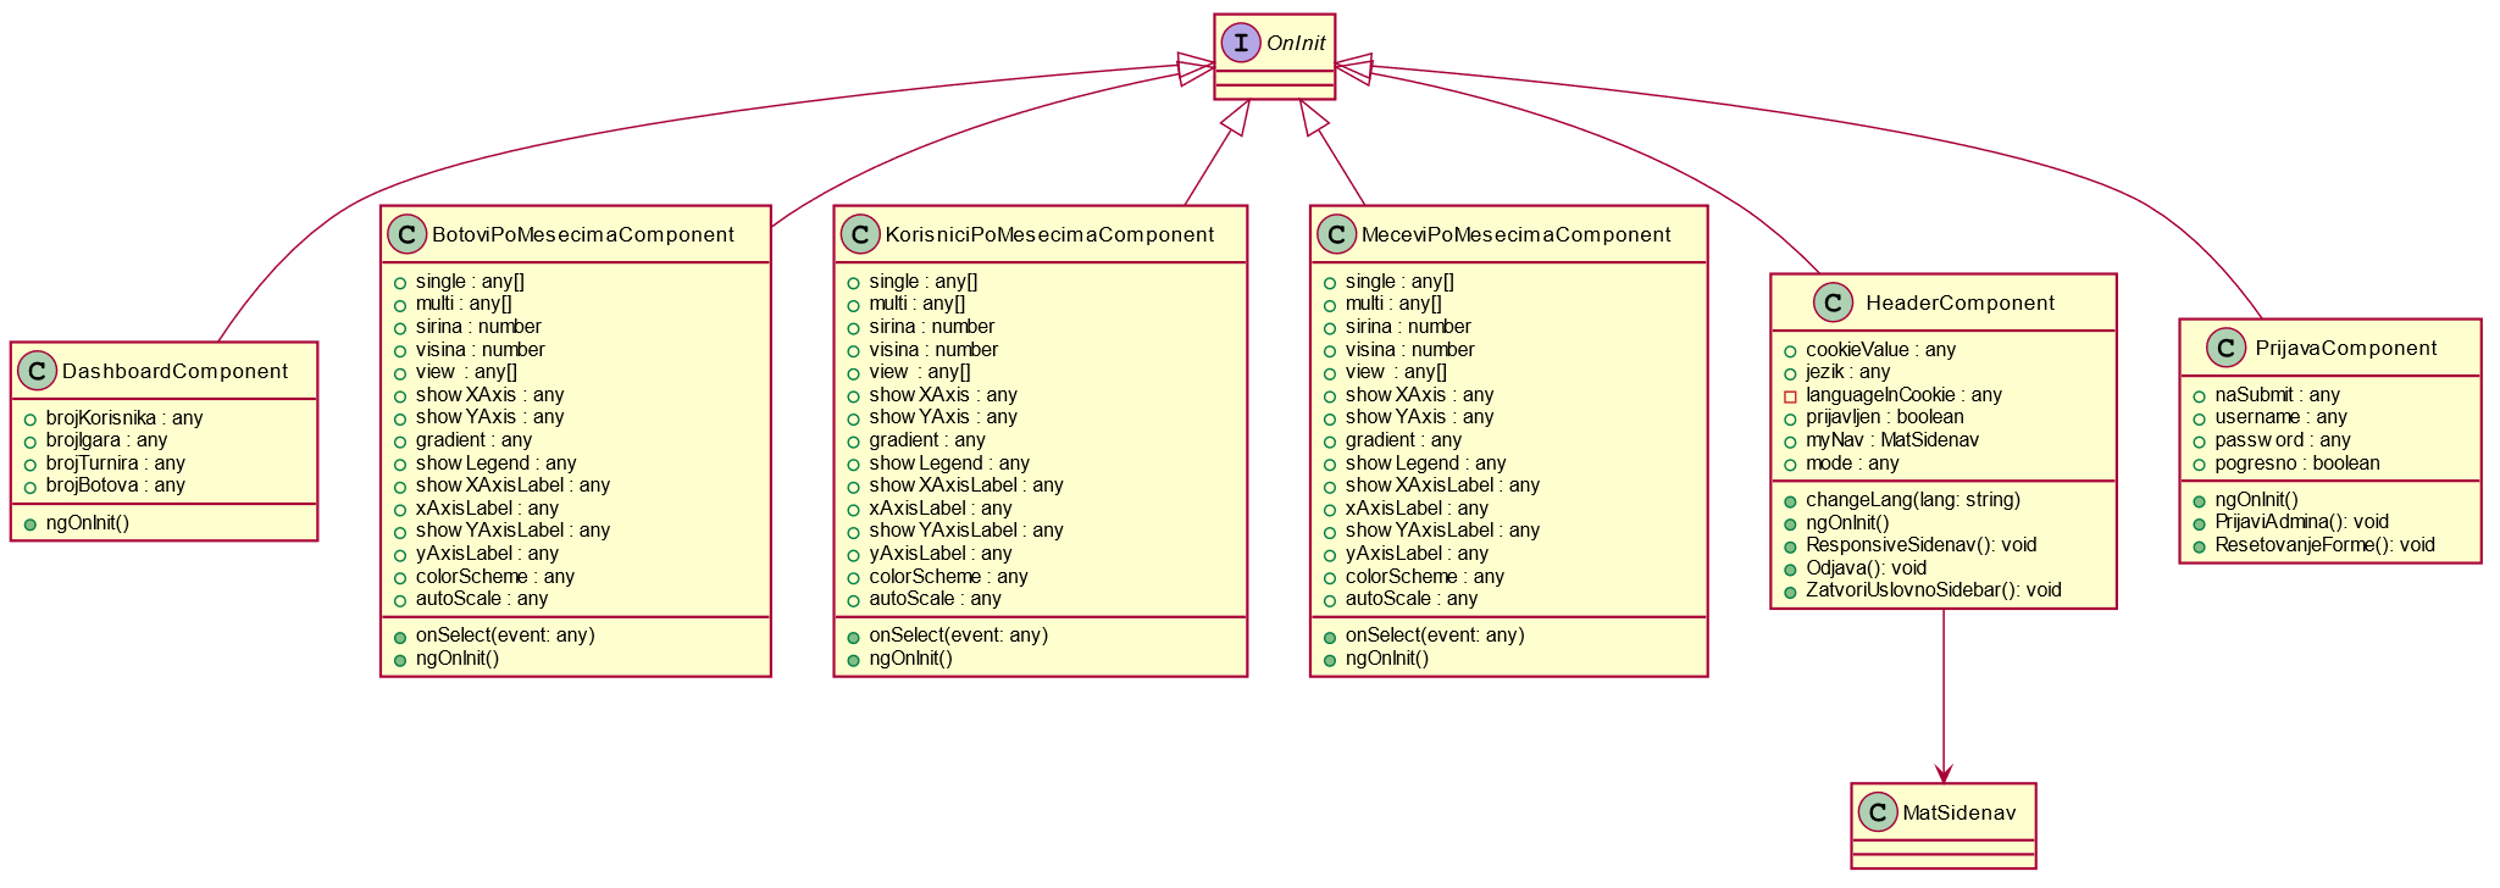 I OnInit
C DashboardComponent
brojKorisnika : any
brojIgara : any
brojTurnira : any
brojBotova : any
ngOnInit()
C BotoviPoMesecimaComponent
single : any[]
multi : any[]
sirina : number
visina : number
view : any[]
showXAxis : any
showYAxis : any
gradient : any
showLegend : any
showXAxisLabel : any
xAxisLabel : any
showYAxisLabel : any
yAxisLabel : any
colorScheme : any
autoScale : any
onSelect(event: any)
ngOnInit()
C KorisniciPoMesecimaComponent
single : any[]
multi : any[]
sirina : number
visina : number
view : any[]
showXAxis : any
showYAxis : any
gradient : any
showLegend : any
showXAxisLabel : any
xAxisLabel : any
showYAxisLabel : any
yAxisLabel : any
colorScheme : any
autoScale : any
onSelect(event: any)
ngOnInit()
C MeceviPoMesecimaComponent
single : any[]
multi : any[]
sirina : number
visina : number
view : any[]
showXAxis : any
showYAxis : any
gradient : any
showLegend : any
showXAxisLabel : any
xAxisLabel : any
showYAxisLabel : any
yAxisLabel : any
colorScheme : any
autoScale : any
onSelect(event: any)
ngOnInit()
C HeaderComponent
cookieValue : any
jezik : any
languageInCookie : any
prijavljen : boolean
myNav : MatSidenav
mode : any
changeLang(lang: string)
ngOnInit()
ResponsiveSidenav(): void
Odjava(): void
ZatvoriUslovnoSidebar(): void
C PrijavaComponent
naSubmit : any
username : any
password : any
pogresno : boolean
ngOnInit()
PrijaviAdmina(): void
ResetovanjeForme(): void
C MatSidenav